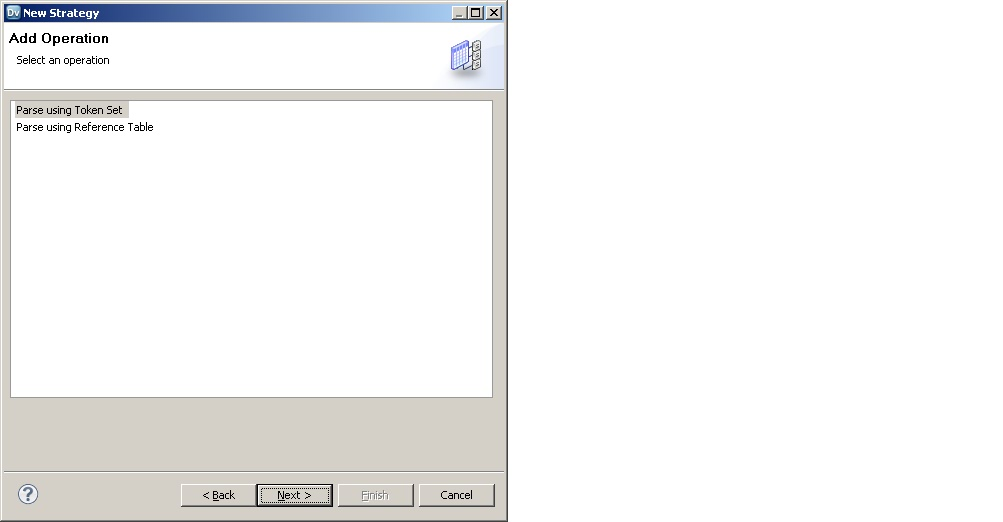 Dv New Strategy
Add Operation
Select an operation
Parse using Token Set
Parse using Reference Table
? < Back Next > Finish Cancel